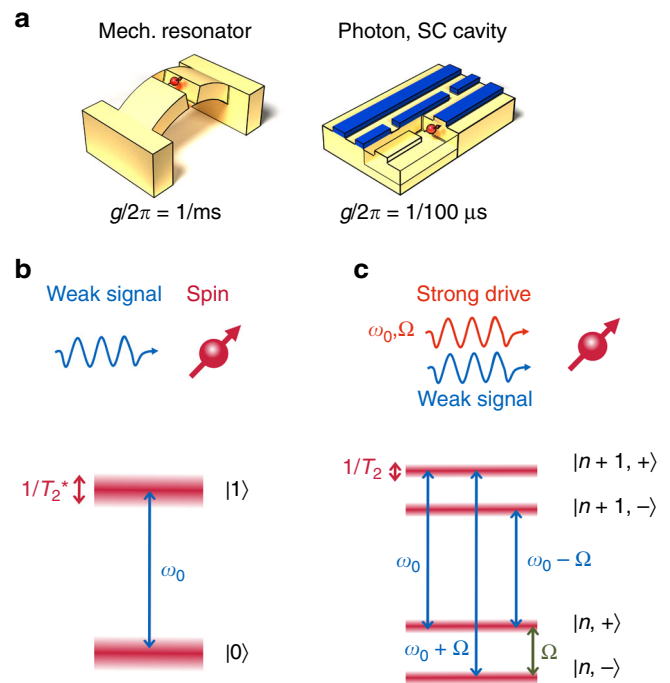 a
Mech. resonator
Photon, SC cavity
g/2π = 1/ms
g/2π = 1/100 μs
b
c
Weak signal
Spin
Strong drive
ω₀,Ω
Weak signal
1/T₂*
|1⟩
ω₀
|0⟩
1/T₂
|n + 1, +⟩
|n + 1, −⟩
ω₀
ω₀ − Ω
|n, +⟩
ω₀ + Ω
Ω
|n, −⟩